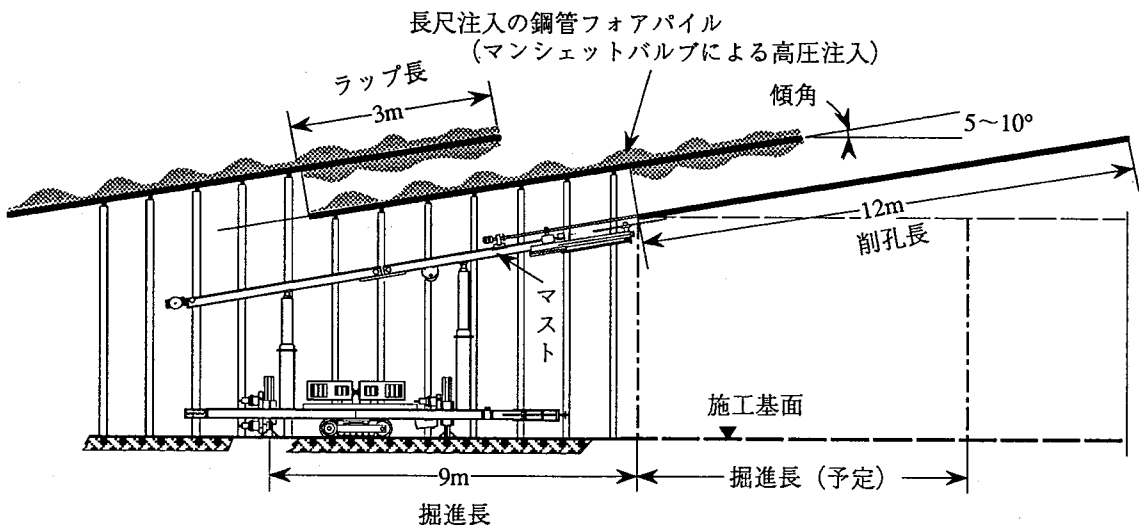 長尺注入の鋼管フォアパイル
(マンシェットバルブによる高圧注入)
ラップ長
3m
傾角
5～10°
12m
削孔長
マスト
施工基面
9m
掘進長(予定)
掘進長